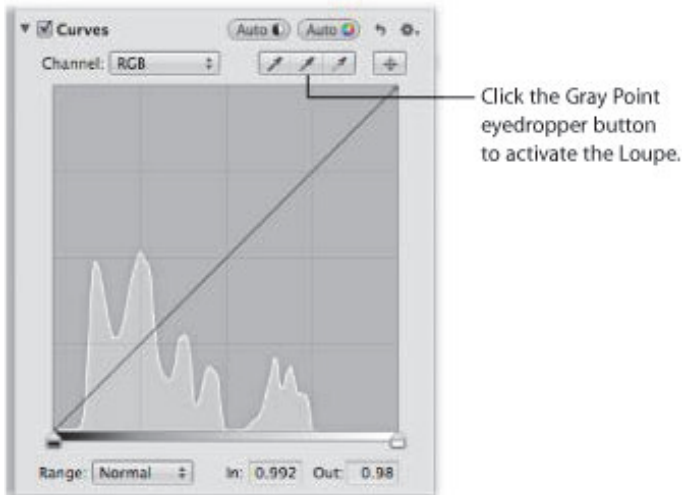 Curves Auto Auto
Channel: RGB
Click the Gray Point
eyedropper button
to activate the Loupe.
Range: Normal In: 0.992 Out: 0.98